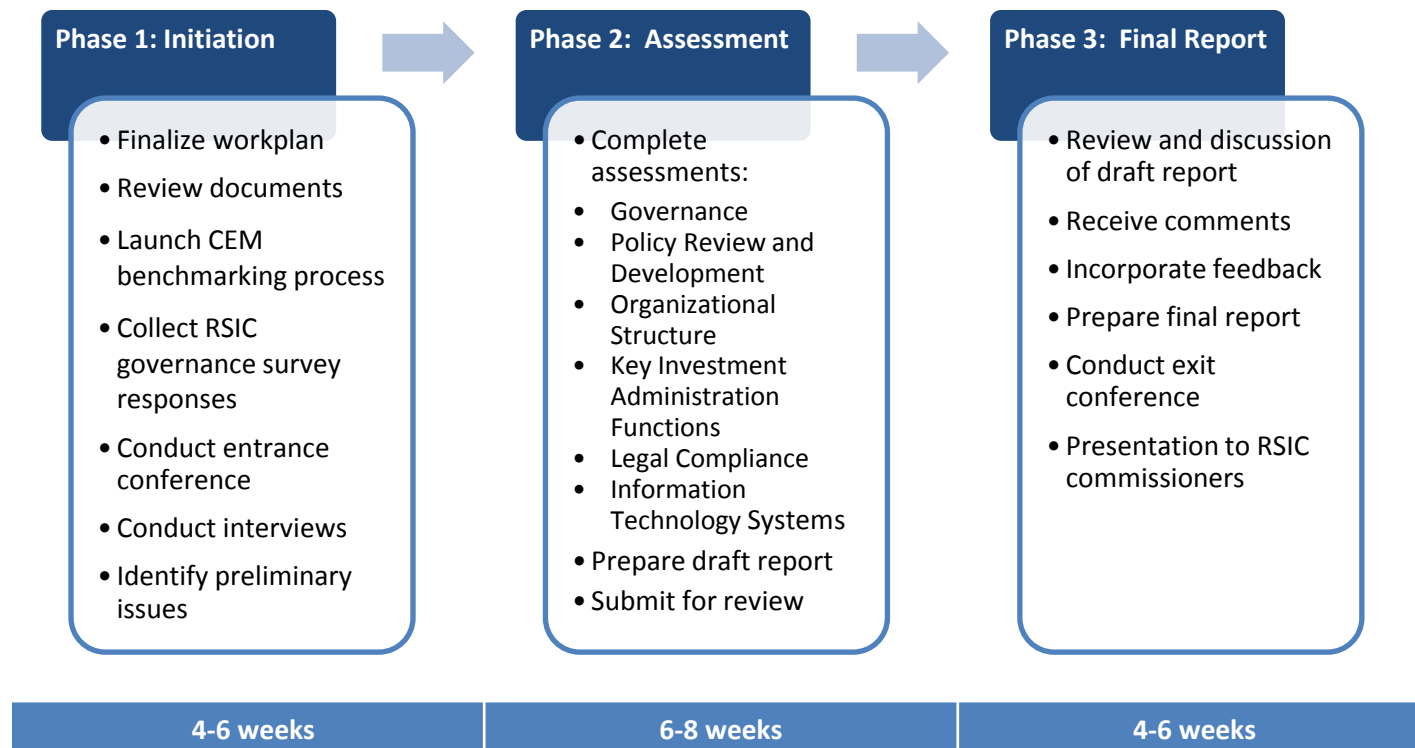 Phase 1: Initiation
• Finalize workplan
• Review documents
• Launch CEM
benchmarking process
• Collect RSIC
governance survey
responses
• Conduct entrance
conference
• Conduct interviews
• Identify preliminary
issues
4-6 weeks
Phase 2:  Assessment
• Complete
assessments:
• Governance
• Policy Review and
Development
• Organizational
Structure
• Key Investment
Administration
Functions
• Legal Compliance
• Information
Technology Systems
• Prepare draft report
• Submit for review
6-8 weeks
Phase 3:  Final Report
• Review and discussion
of draft report
• Receive comments
• Incorporate feedback
• Prepare final report
• Conduct exit
conference
• Presentation to RSIC
commissioners
4-6 weeks